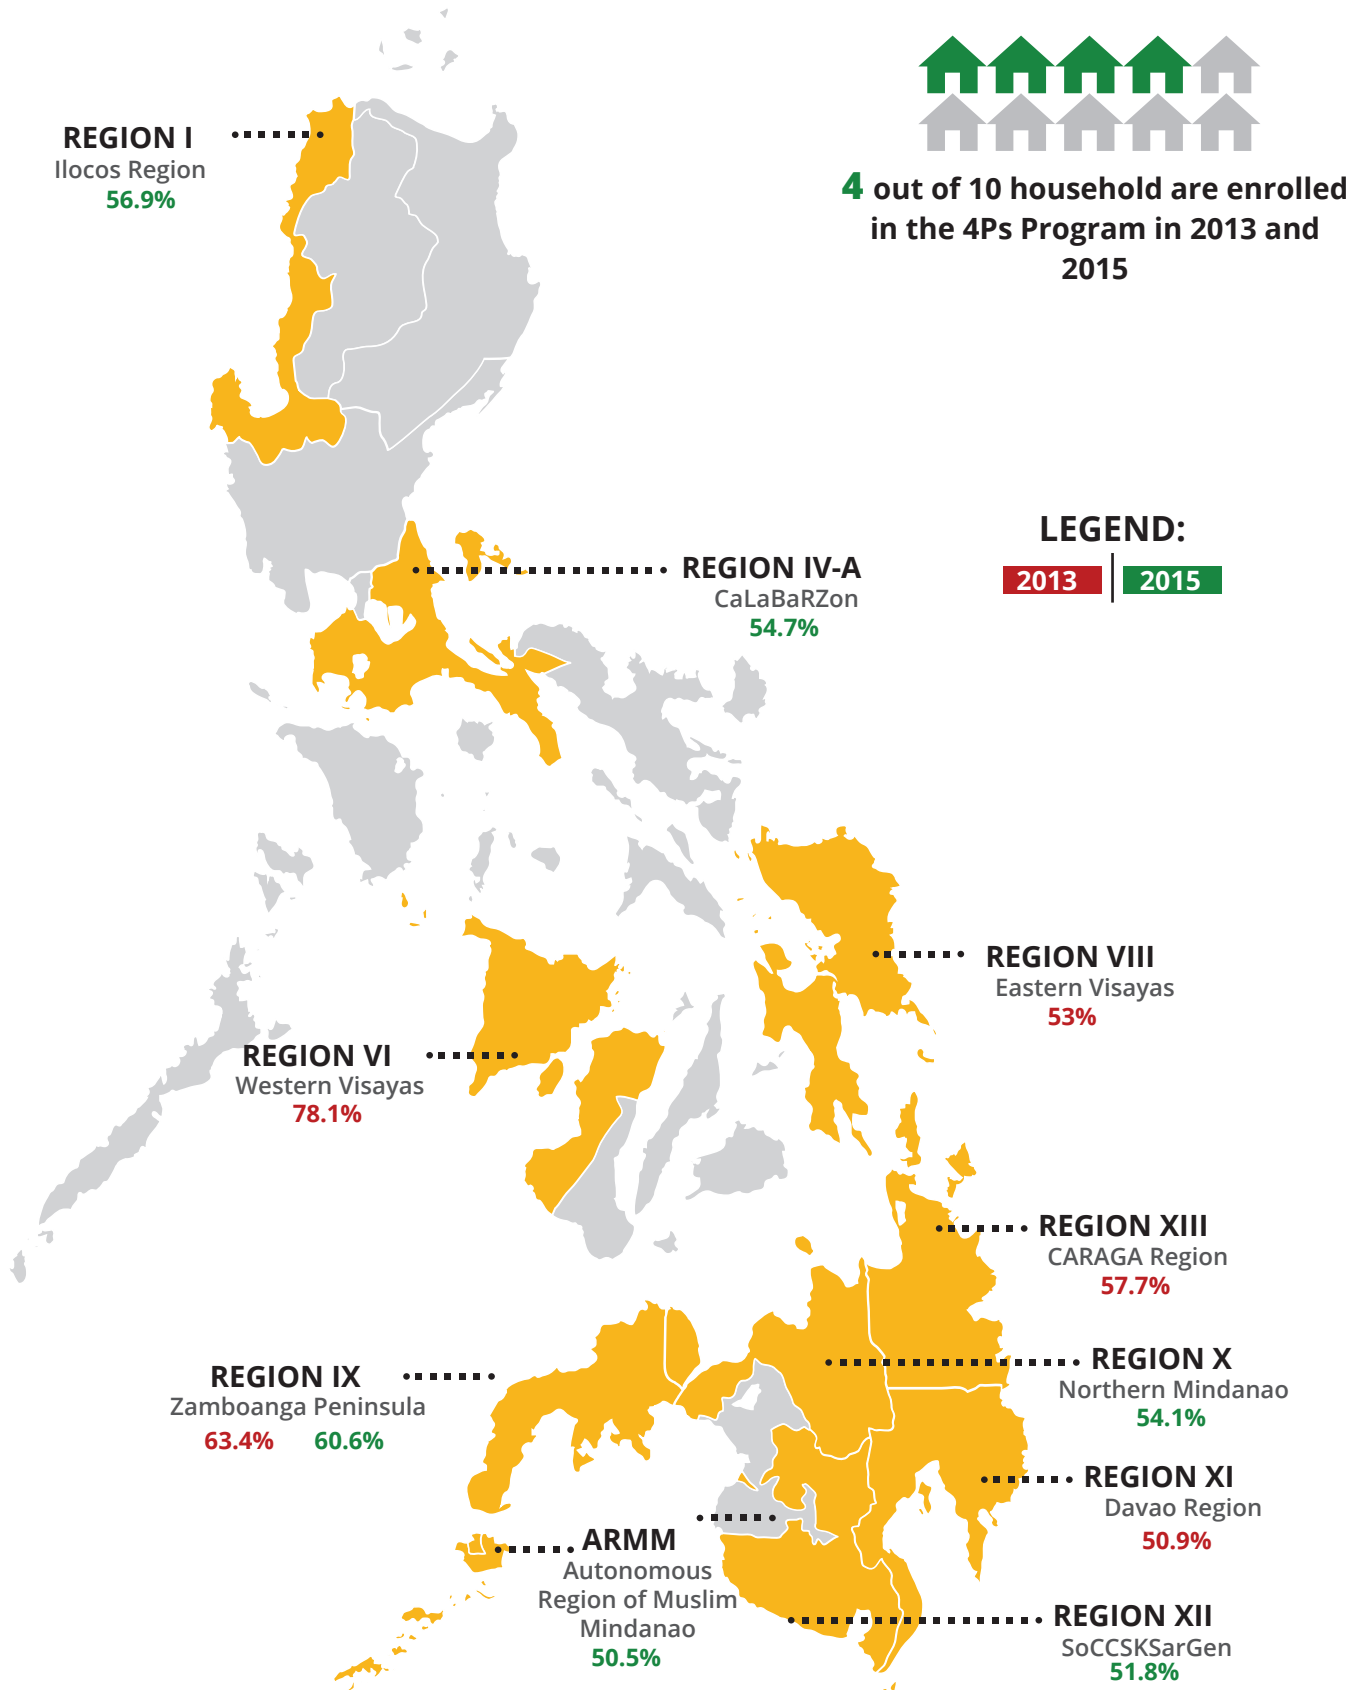 4 out of 10 household are enrolled
in the 4Ps Program in 2013 and
2015
REGION I
Ilocos Region
56.9%
LEGEND:
2013
2015
REGION IV-A
CaLaBaRZon
54.7%
REGION VIII
Eastern Visayas
53%
REGION VI
Western Visayas
78.1%
REGION XIII
CARAGA Region
57.7%
REGION X
Northern Mindanao
54.1%
REGION IX
Zamboanga Peninsula
63.4% 60.6%
REGION XI
Davao Region
50.9%
ARMM
Autonomous
Region of Muslim
Mindanao
50.5%
REGION XII
SoCCSKSarGen
51.8%